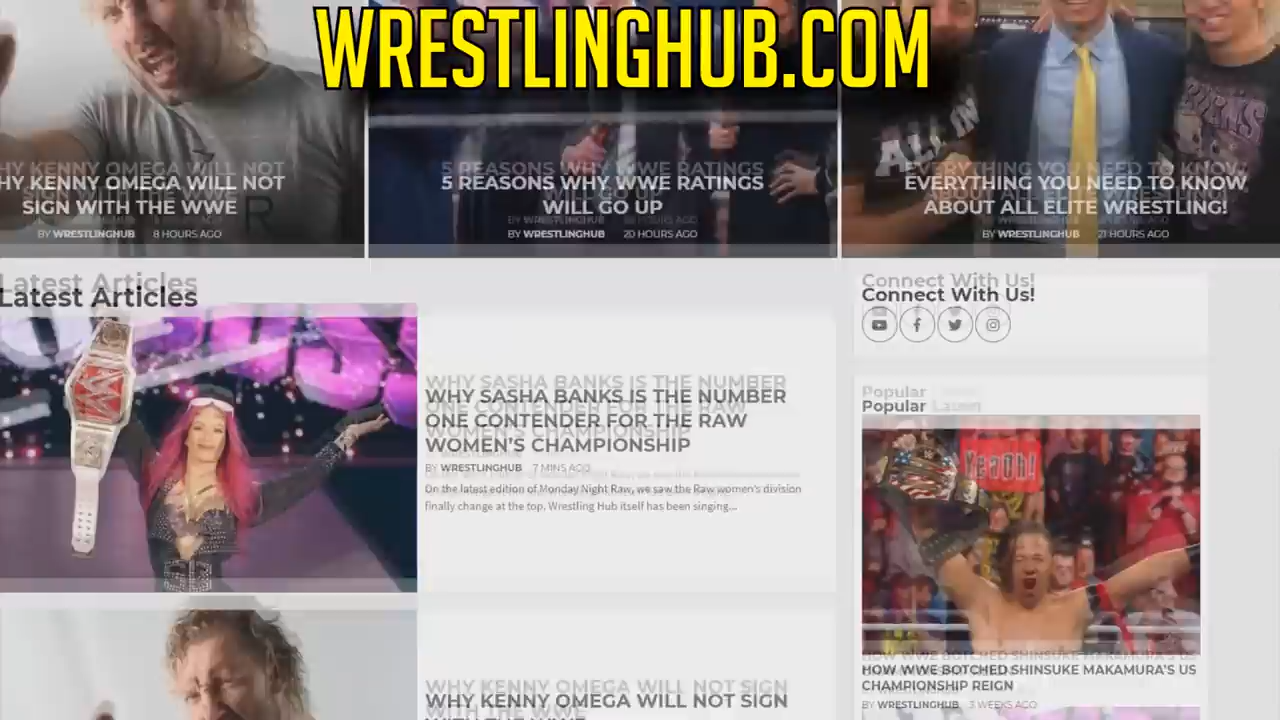 WRESTLINGHUB.COM
HY KENNY OMEGA WILL NOT
SIGN WITH THE WWE
BY WRESTLINGHUB 8 HOURS AGO
5 REASONS WHY WWE RATINGS
WILL GO UP
BY WRESTLINGHUB 20 HOURS AGO
ALL IN
EVERYTHING YOU NEED TO KNOW
ABOUT ALL ELITE WRESTLING!
BY WRESTLINGHUB 21 HOURS AGO
Latest Articles
WHY SASHA BANKS IS THE NUMBER
ONE CONTENDER FOR THE RAW
WOMEN'S CHAMPIONSHIP
BY WRESTLINGHUB 7 MINS AGO
On the latest edition of Monday Night Raw, we saw the Raw women's division
finally change at the top. Wrestling Hub itself has been singing...
WHY KENNY OMEGA WILL NOT SIGN
Connect With Us!
Popular Latest
YeaOh!
HOW WWE BOTCHED SHINSUKE MAKAMURA'S US
CHAMPIONSHIP REIGN
BY WRESTLINGHUB 3 WEEKS AGO